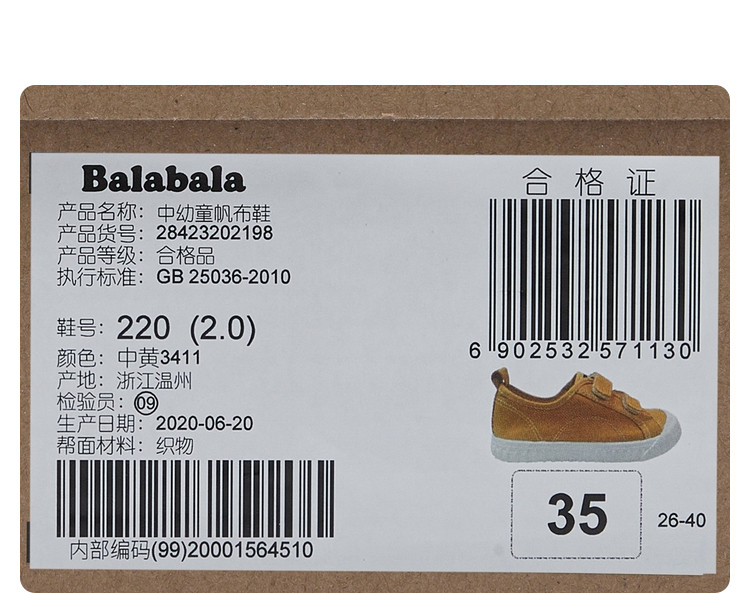 Balabala
产品名称：中幼童帆布鞋
产品货号：28423202198
产品等级：合格品
执行标准：GB 25036-2010
鞋号：220 (2.0)
颜色：中黄3411
产地：浙江温州
检验员：09
生产日期：2020-06-20
帮面材料：织物
内部编码(99)20001564510
合格证
6 902532 571130
35
26-40